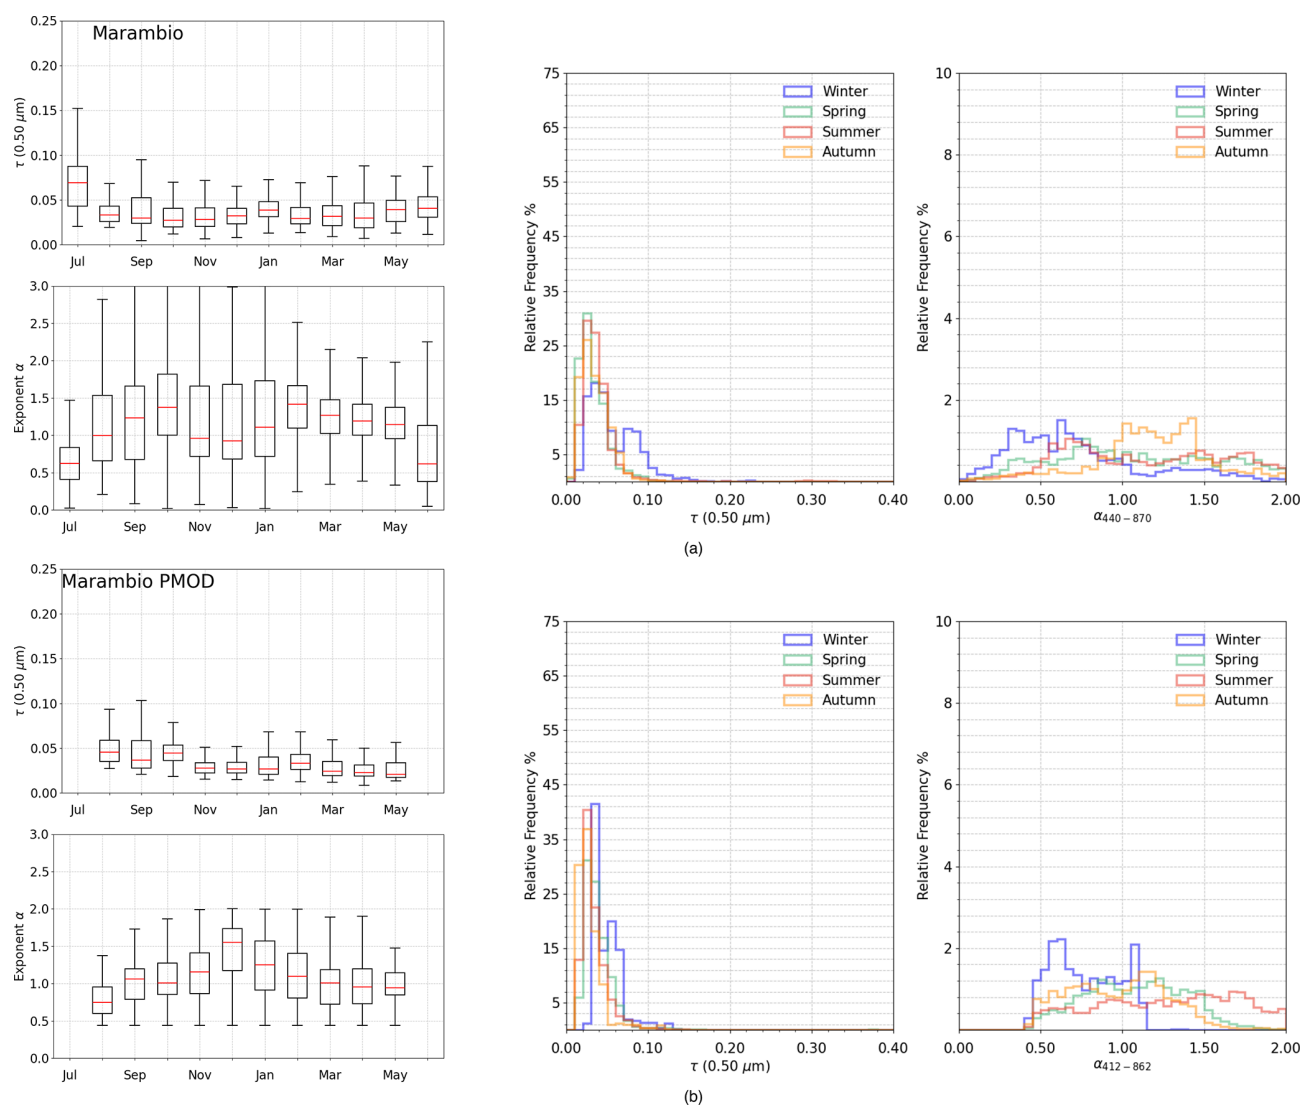 Marambio
0.25
0.20
0.15
0.10
0.05
0.00
τ (0.50 μm)
Jul Sep Nov Jan Mar May
3.0
2.5
2.0
1.5
1.0
0.5
0.0
Exponent α
Jul Sep Nov Jan Mar May
75
65
55
45
35
25
15
5
Relative Frequency %
Winter
Spring
Summer
Autumn
0.00 0.10 0.20 0.30 0.40
τ (0.50 μm)
10
8
6
4
2
Relative Frequency %
Winter
Spring
Summer
Autumn
0.00 0.50 1.00 1.50 2.00
α440−870
(a)
Marambio PMOD
0.25
0.20
0.15
0.10
0.05
0.00
τ (0.50 μm)
Jul Sep Nov Jan Mar May
3.0
2.5
2.0
1.5
1.0
0.5
0.0
Exponent α
Jul Sep Nov Jan Mar May
75
65
55
45
35
25
15
5
Relative Frequency %
Winter
Spring
Summer
Autumn
0.00 0.10 0.20 0.30 0.40
τ (0.50 μm)
10
8
6
4
2
Relative Frequency %
Winter
Spring
Summer
Autumn
0.00 0.50 1.00 1.50 2.00
α412−862
(b)